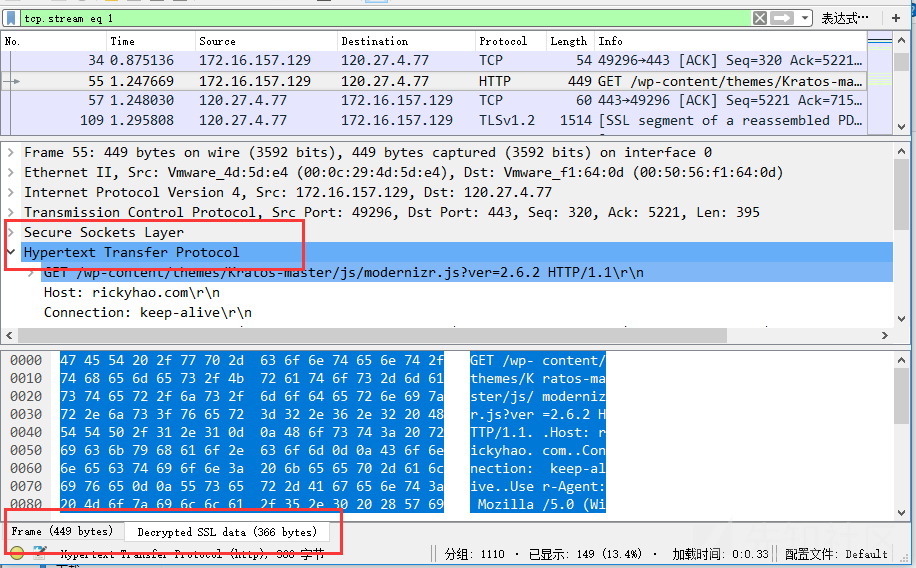 tcp.stream eq 1 表达式… +
No. Time Source Destination Protocol Length Info
34 0.875136 172.16.157.129 120.27.4.77 TCP 54 49296→443 [ACK] Seq=320 Ack=5221…
55 1.247669 172.16.157.129 120.27.4.77 HTTP 449 GET /wp-content/themes/Kratos-ma…
57 1.248030 120.27.4.77 172.16.157.129 TCP 60 443→49296 [ACK] Seq=5221 Ack=715…
109 1.295808 120.27.4.77 172.16.157.129 TLSv1.2 1514 [SSL segment of a reassembled PD…
Frame 55: 449 bytes on wire (3592 bits), 449 bytes captured (3592 bits) on interface 0
Ethernet II, Src: Vmware_4d:5d:e4 (00:0c:29:4d:5d:e4), Dst: Vmware_f1:64:0d (00:50:56:f1:64:0d)
Internet Protocol Version 4, Src: 172.16.157.129, Dst: 120.27.4.77
Transmission Control Protocol, Src Port: 49296, Dst Port: 443, Seq: 320, Ack: 5221, Len: 395
Secure Sockets Layer
Hypertext Transfer Protocol
GET /wp-content/themes/Kratos-master/js/modernizr.js?ver=2.6.2 HTTP/1.1\r\n
Host: rickyhao.com\r\n
Connection: keep-alive\r\n
0000 47 45 54 20 2f 77 70 2d 63 6f 6e 74 65 6e 74 2f GET /wp- content/
0010 74 68 65 6d 65 73 2f 4b 72 61 74 6f 73 2d 6d 61 themes/K ratos-ma
0020 73 74 65 72 2f 6a 73 2f 6d 6f 64 65 72 6e 69 7a ster/js/ moderniz
0030 72 2e 6a 73 3f 76 65 72 3d 32 2e 36 2e 32 20 48 r.js?ver =2.6.2 H
0040 54 54 50 2f 31 2e 31 0d 0a 48 6f 73 74 3a 20 72 TTP/1.1. .Host: r
0050 69 63 6b 79 68 61 6f 2e 63 6f 6d 0d 0a 43 6f 6e ickyhao. com..Con
0060 6e 65 63 74 69 6f 6e 3a 20 6b 65 65 70 2d 61 6c nection: keep-al
0070 69 76 65 0d 0a 55 73 65 72 2d 41 67 65 6e 74 3a ive..Use r-Agent:
0080 20 4d 6f 7a 69 6c 6c 61 2f 35 2e 30 20 28 57 69 Mozilla /5.0 (Wi
Frame (449 bytes) Decrypted SSL data (366 bytes)
Hypertext Transfer Protocol (http), 366 字节 分组: 1110 · 已显示: 149 (13.4%) · 加载时间: 0:0.33 配置文件: Default